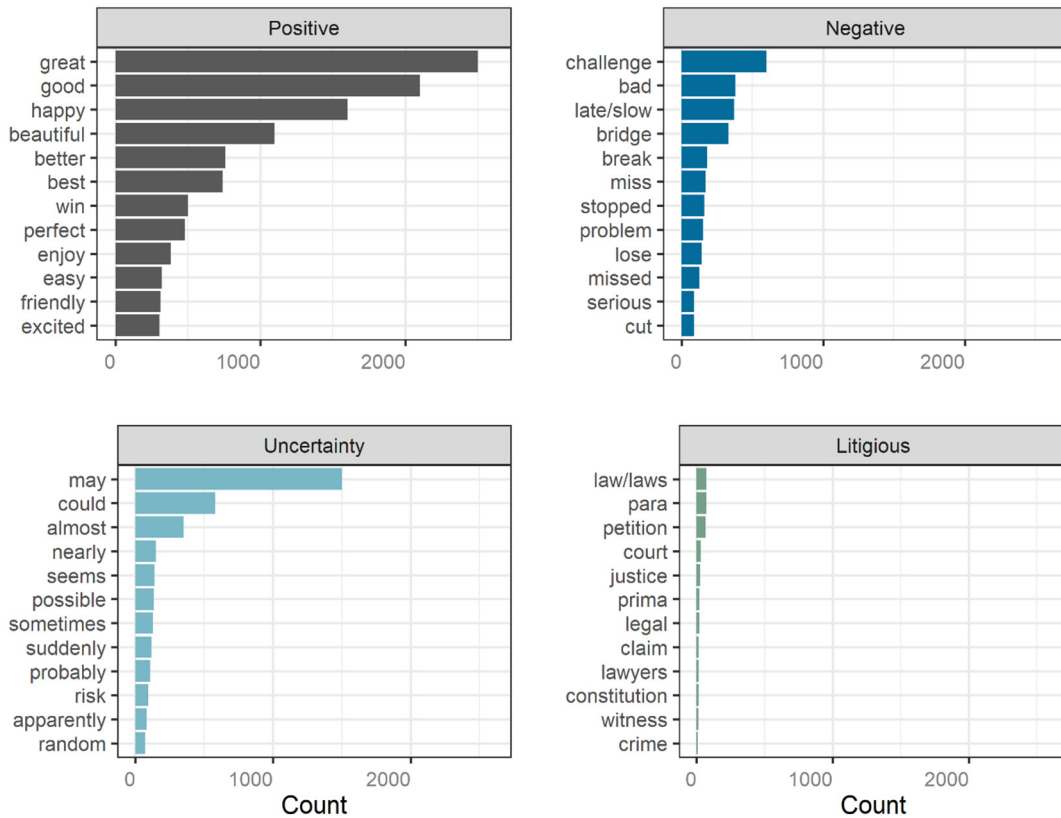 Positive
great
good
happy
beautiful
better
best
win
perfect
enjoy
easy
friendly
excited
0 1000 2000
Negative
challenge
bad
late/slow
bridge
break
miss
stopped
problem
lose
missed
serious
cut
0 1000 2000
Uncertainty
may
could
almost
nearly
seems
possible
sometimes
suddenly
probably
risk
apparently
random
0 1000 2000
Count
Litigious
law/laws
para
petition
court
justice
prima
legal
claim
lawyers
constitution
witness
crime
0 1000 2000
Count